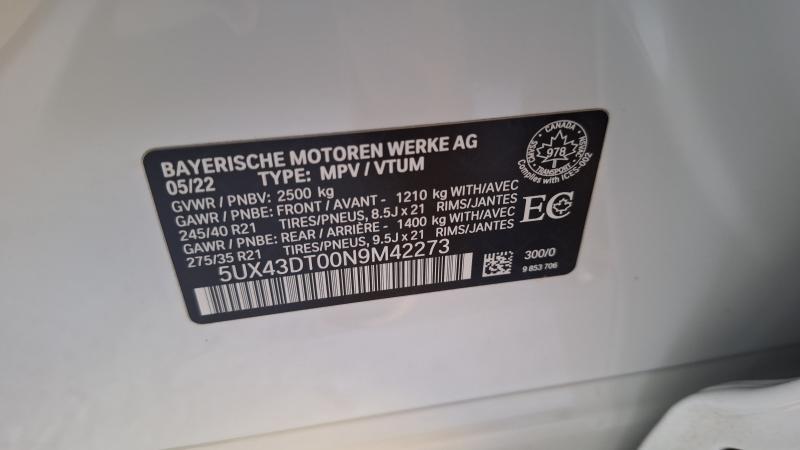 BAYERISCHE MOTOREN WERKE AG
05/22 TYPE: MPV / VTUM
GVWR / PNBV: 2500 kg
GAWR / PNBE: FRONT / AVANT - 1210 kg WITH/AVEC
245/40 R21 TIRES/PNEUS, 8.5J x 21 RIMS/JANTES
GAWR / PNBE: REAR / ARRIÈRE - 1400 kg WITH/AVEC
275/35 R21 TIRES/PNEUS, 9.5J x 21 RIMS/JANTES
5UX43DT00N9M42273
CANADA
978
TRANSPORT
Complies with ICES-002
EC
300/0
9 853 706